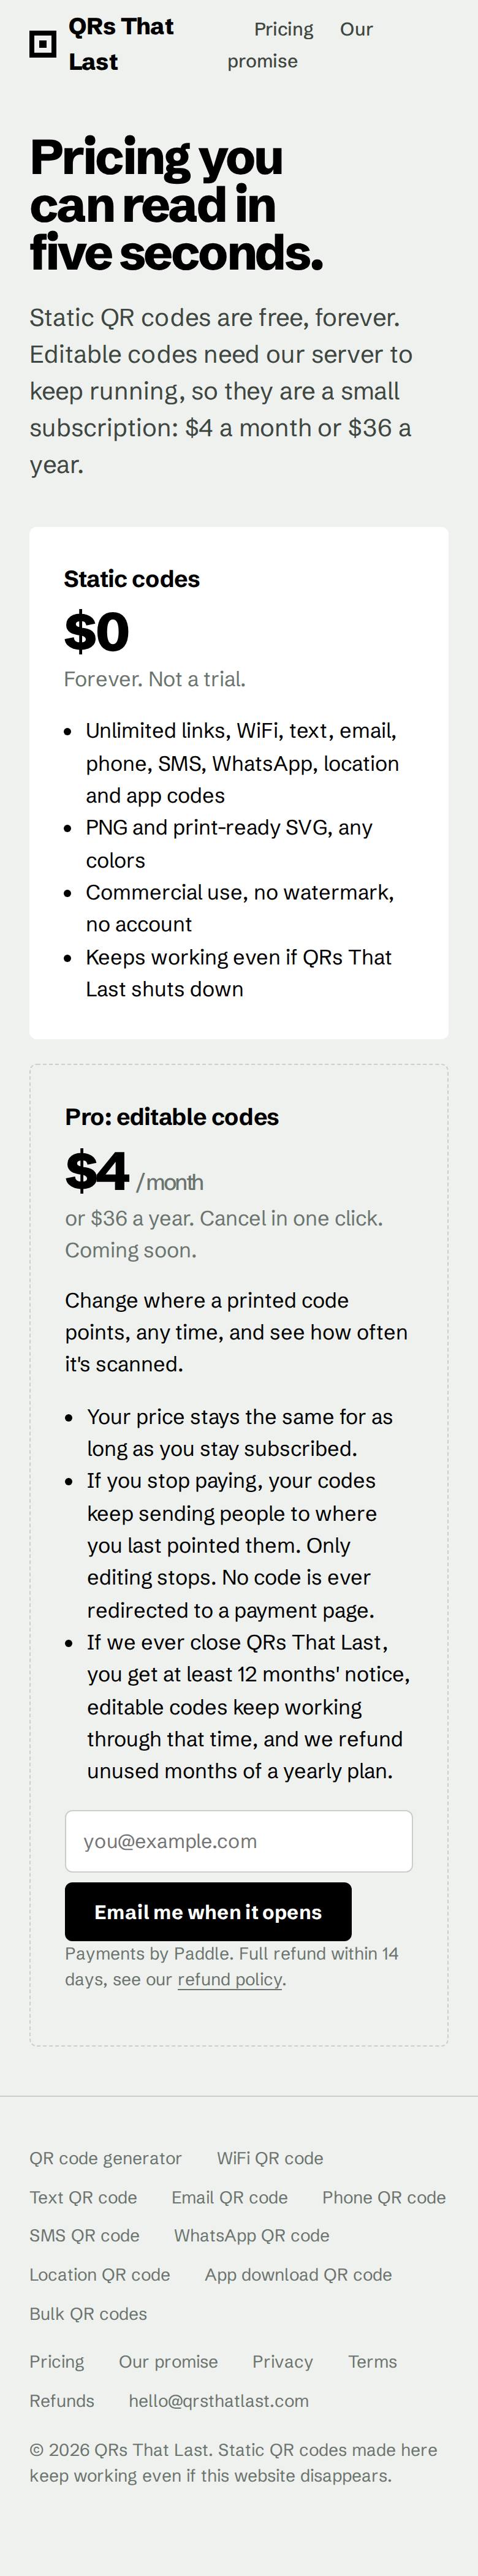 QRs That
Last
Pricing Our
promise
Pricing you
can read in
five seconds.
Static QR codes are free, forever.
Editable codes need our server to
keep running, so they are a small
subscription: $4 a month or $36 a
year.
Static codes
$0
Forever. Not a trial.
• Unlimited links, WiFi, text, email,
phone, SMS, WhatsApp, location
and app codes
• PNG and print-ready SVG, any
colors
• Commercial use, no watermark,
no account
• Keeps working even if QRs That
Last shuts down
Pro: editable codes
$4 /month
or $36 a year. Cancel in one click.
Coming soon.
Change where a printed code
points, any time, and see how often
it's scanned.
• Your price stays the same for as
long as you stay subscribed.
• If you stop paying, your codes
keep sending people to where
you last pointed them. Only
editing stops. No code is ever
redirected to a payment page.
• If we ever close QRs That Last,
you get at least 12 months' notice,
editable codes keep working
through that time, and we refund
unused months of a yearly plan.
you@example.com
Email me when it opens
Payments by Paddle. Full refund within 14
days, see our refund policy.
QR code generator WiFi QR code
Text QR code Email QR code Phone QR code
SMS QR code WhatsApp QR code
Location QR code App download QR code
Bulk QR codes
Pricing Our promise Privacy Terms
Refunds hello@qrsthatlast.com
© 2026 QRs That Last. Static QR codes made here
keep working even if this website disappears.